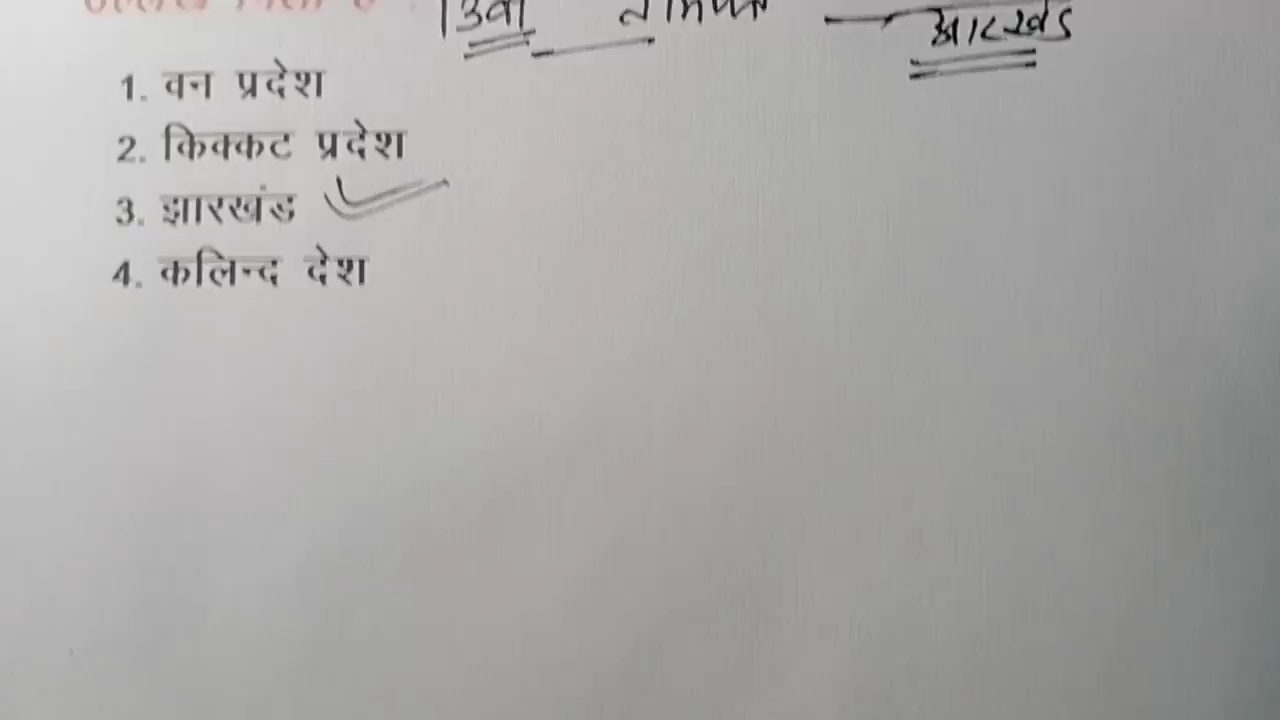 झारखंड
1. वन प्रदेश
2. किक्कट प्रदेश
3. झारखंड
4. कलिन्द देश